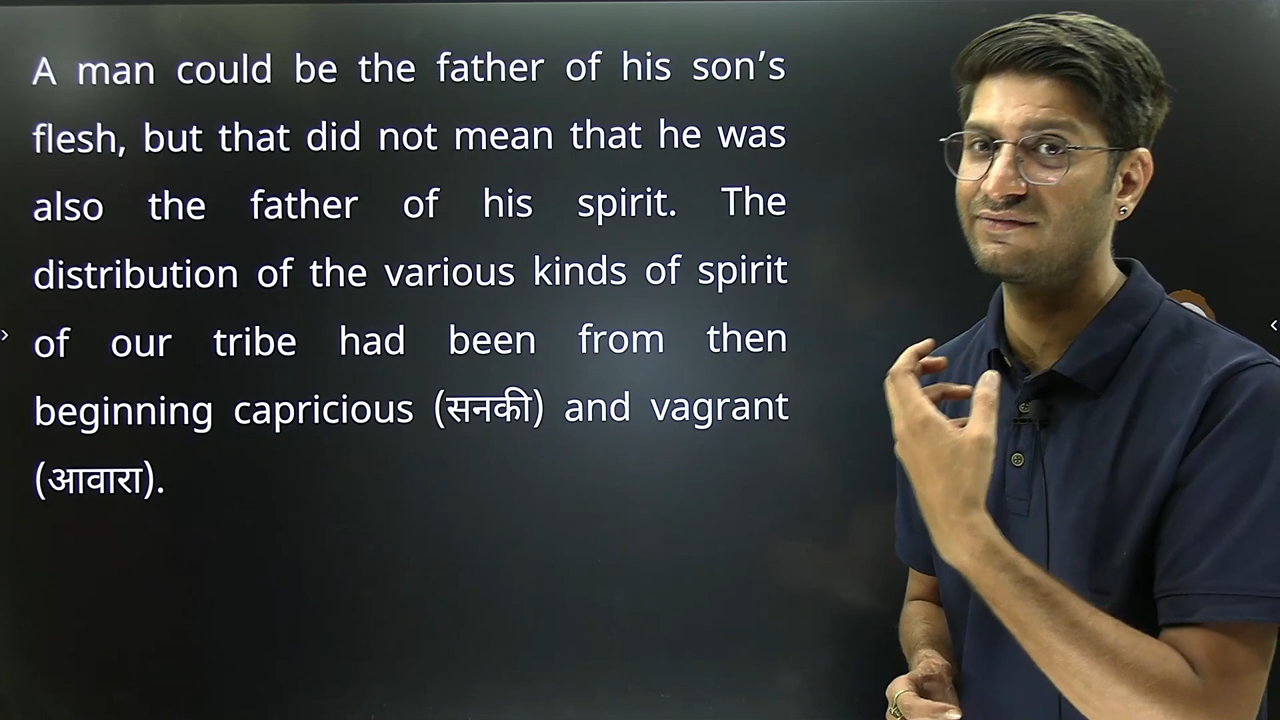 A man could be the father of his son’s
flesh, but that did not mean that he was
also the father of his spirit. The
distribution of the various kinds of spirit
of our tribe had been from then
beginning capricious (सनकी) and vagrant
(आवारा).